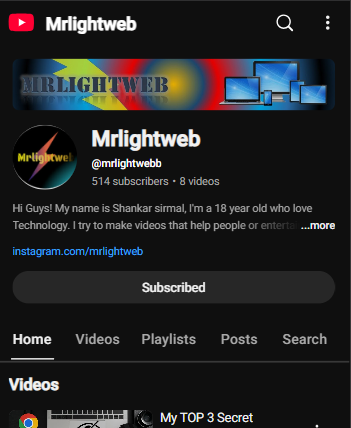 Mrlightweb
MRLIGHTWEB
Mrlightwel
Mrlightweb
@mrlightwebb
514 subscribers • 8 videos
Hi Guys! My name is Shankar sirmal, I'm a 18 year old who love
Technology. I try to make videos that help people or enterta ...more
instagram.com/mrlightweb
Subscribed
Home Videos Playlists Posts Search
Videos
My TOP 3 Secret